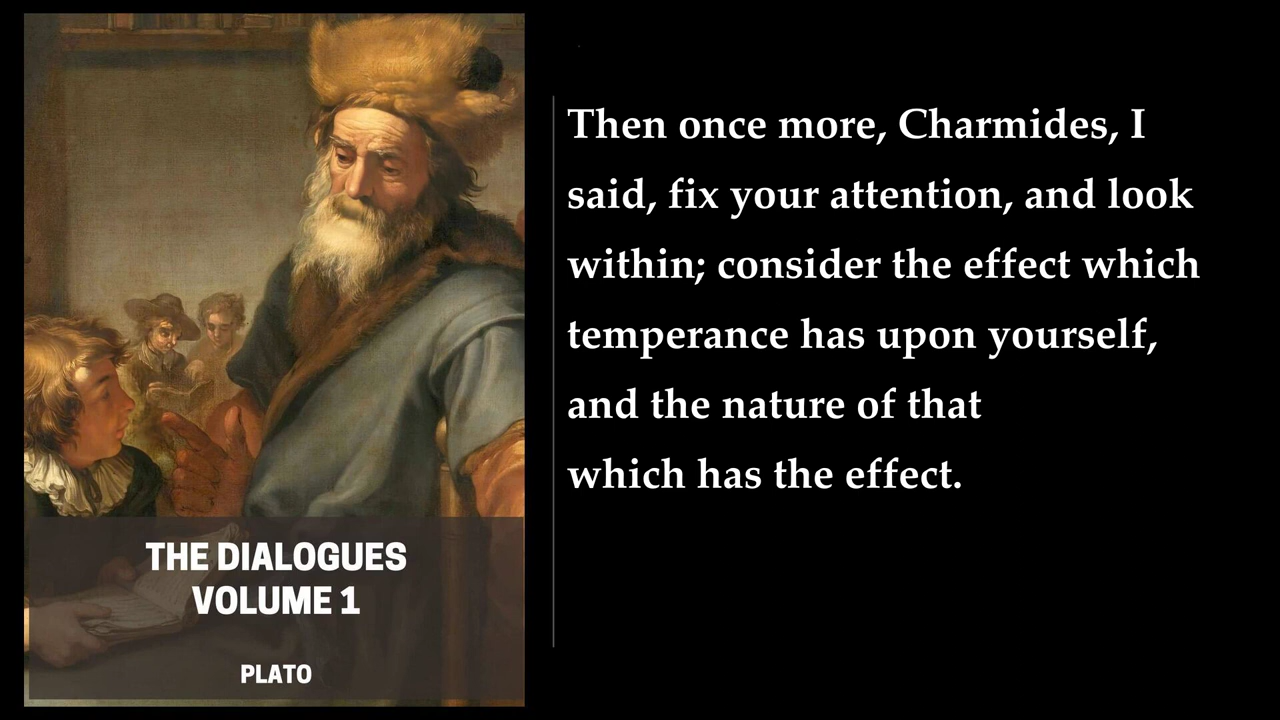 THE DIALOGUES
VOLUME 1
PLATO
Then once more, Charmides, I
said, fix your attention, and look
within; consider the effect which
temperance has upon yourself,
and the nature of that
which has the effect.